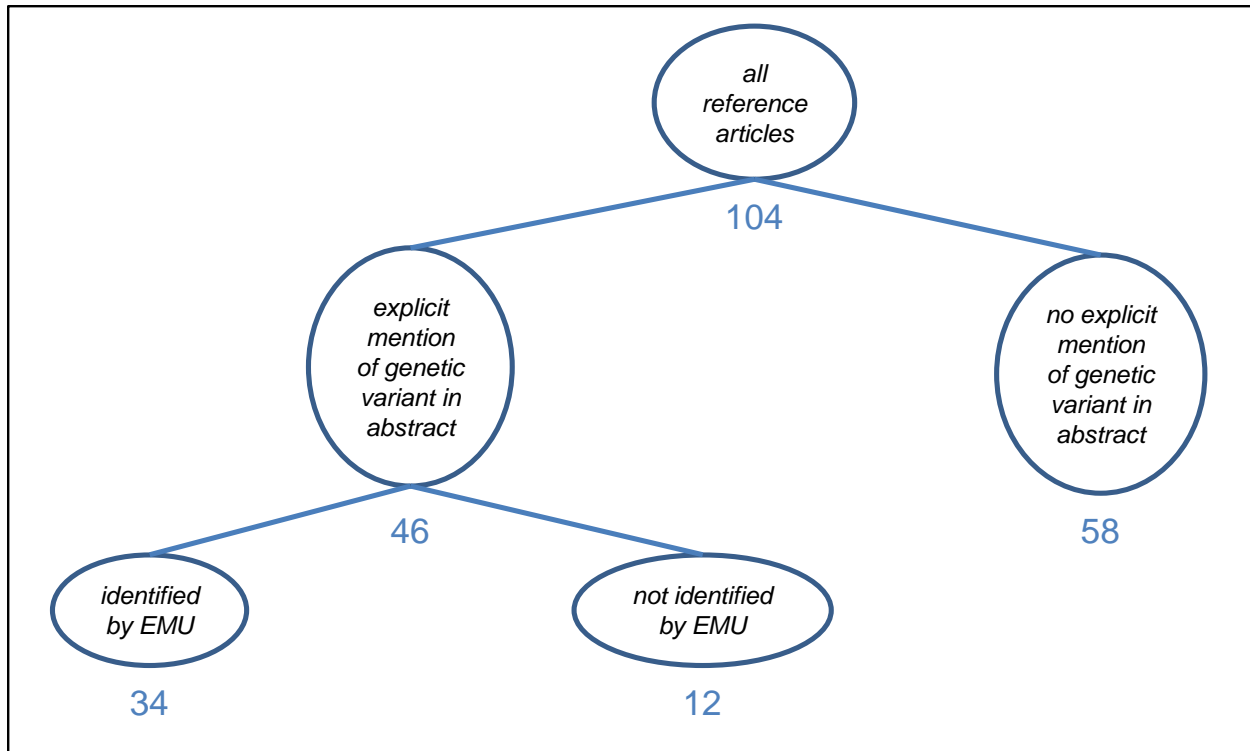 all
reference
articles
104
explicit
mention
of genetic
variant in
abstract
46
no explicit
mention
of genetic
variant in
abstract
58
identified
by EMU
34
not identified
by EMU
12